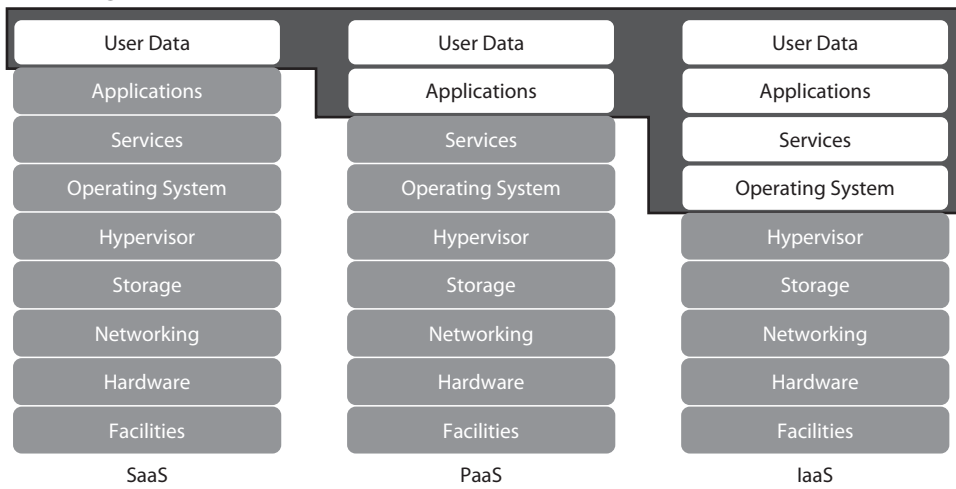 User Data User Data User Data
Applications Applications Applications
Services Services Services
Operating System Operating System Operating System
Hypervisor Hypervisor Hypervisor
Storage Storage Storage
Networking Networking Networking
Hardware Hardware Hardware
Facilities Facilities Facilities
SaaS PaaS IaaS